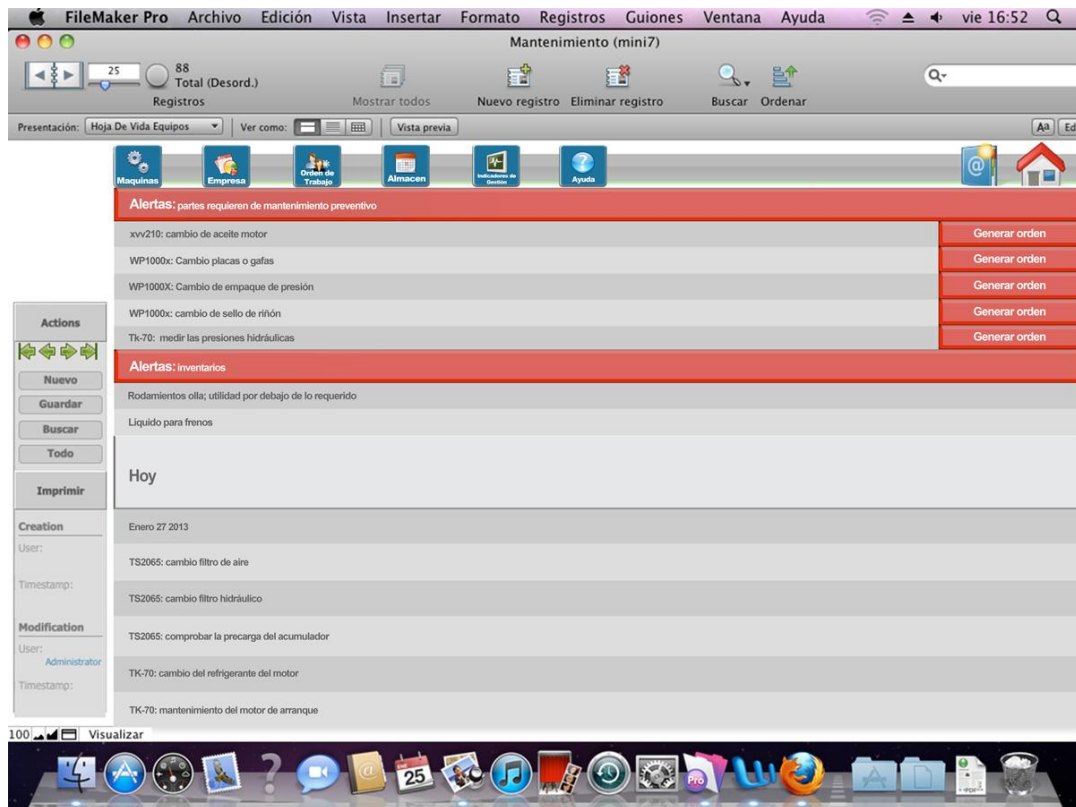 FileMaker Pro Archivo Edición Vista Insertar Formato Registros Guiones Ventana Ayuda vie 16:52
Mantenimiento (mini7)
25 88
Total (Desord.)
Registros Mostrar todos Nuevo registro Eliminar registro Buscar Ordenar
Presentación: Hoja De Vida Equipos Ver como: Vista previa Aa Ed
Maquinas Empresa Orden de Trabajo Almacen Indicadores de Gestión Ayuda
Alertas: partes requieren de mantenimiento preventivo
xvv210: cambio de aceite motor Generar orden
WP1000x: Cambio placas o gafas Generar orden
WP1000X: Cambio de empaque de presión Generar orden
WP1000x: cambio de sello de riñón Generar orden
Tk-70: medir las presiones hidráulicas Generar orden
Alertas: inventarios
Rodamientos olla; utilidad por debajo de lo requerido
Líquido para frenos
Hoy
Enero 27 2013
TS2065: cambio filtro de aire
TS2065: cambio filtro hidráulico
TS2065: comprobar la precarga del acumulador
TK-70: cambio del refrigerante del motor
TK-70: mantenimiento del motor de arranque
Actions
Nuevo
Guardar
Buscar
Todo
Imprimir
Creation
User:
Timestamp:
Modification
User:
Administrator
Timestamp:
100 Visualizar
25
Pro